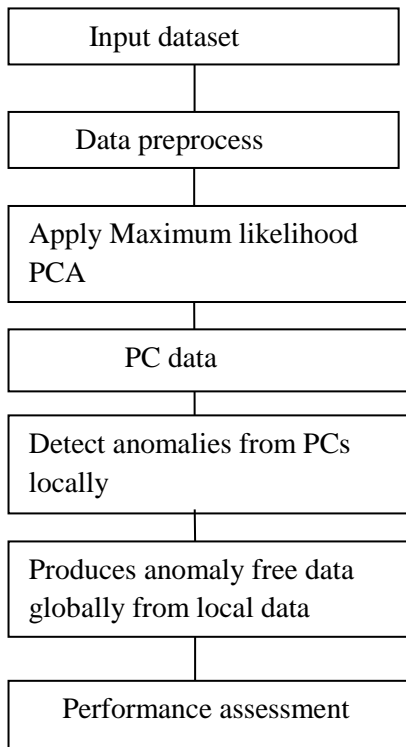 Input dataset
Data preprocess
Apply Maximum likelihood
PCA
PC data
Detect anomalies from PCs
locally
Produces anomaly free data
globally from local data
Performance assessment